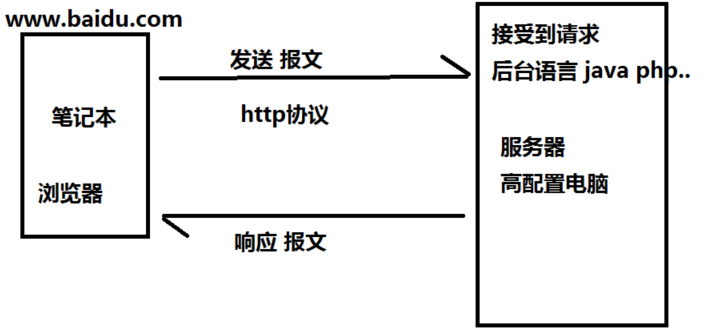 www.baidu.com
笔记本
浏览器
发送 报文
http协议
响应 报文
接受到请求
后台语言 java php..
服务器
高配置电脑